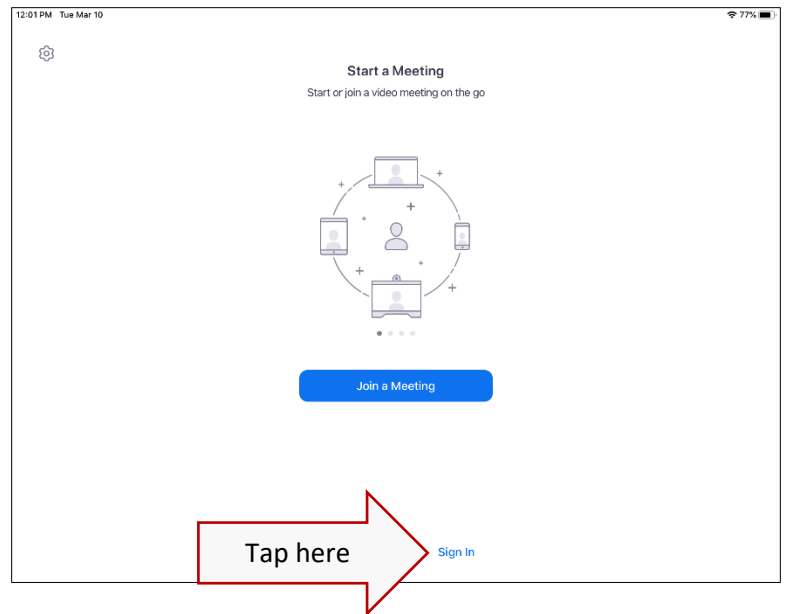 12:01 PM Tue Mar 10 77%
Start a Meeting
Start or join a video meeting on the go
Join a Meeting
Tap here Sign In